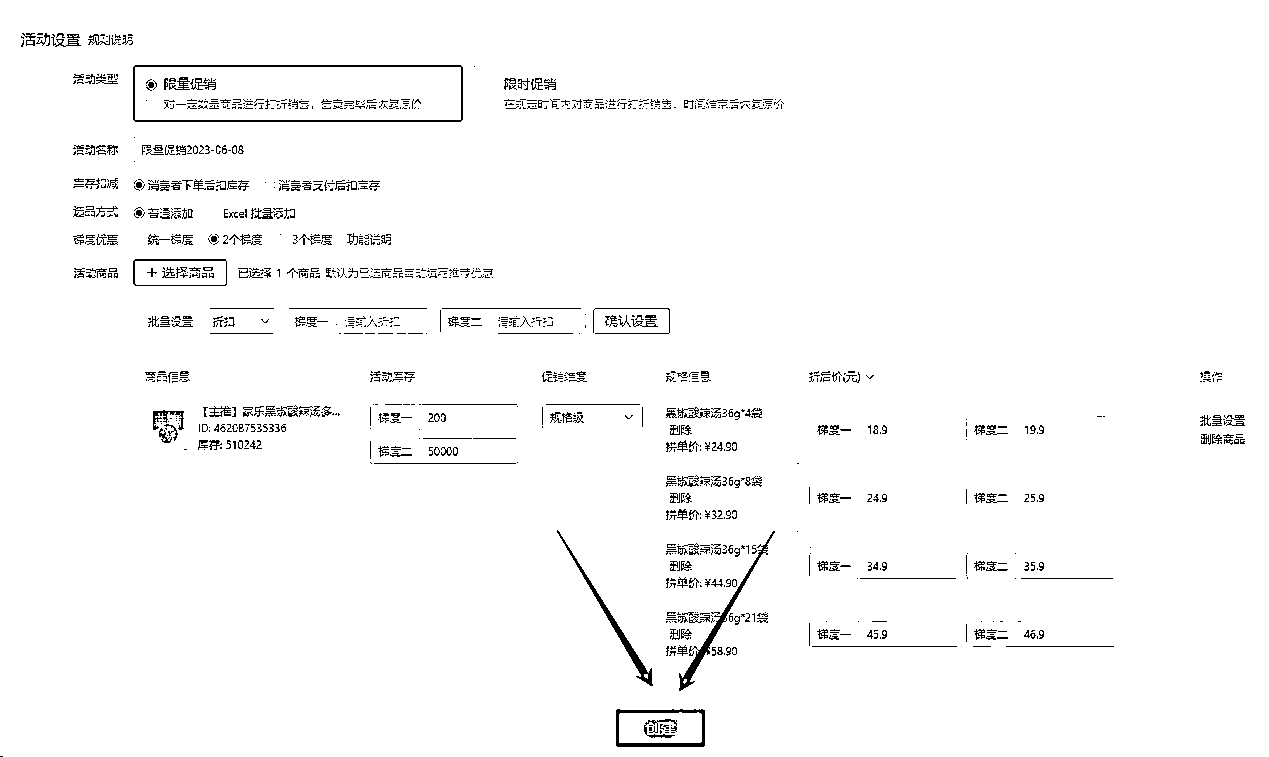 活动设置 规则说明
活动类型 限量促销 限时促销
对一定数量商品进行打折销售，售卖完毕后恢复原价 在规定时间内对商品进行打折销售，时间结束后恢复原价
活动名称 限量促销2023-06-08
库存扣减 消费者下单后扣库存 消费者支付后扣库存
选品方式 普通添加 Excel 批量添加
梯度优惠 统一梯度 2个梯度 3个梯度 功能说明
活动商品 + 选择商品 已选择 1 个商品 默认为已选商品自动填写推荐优惠
批量设置 折扣 梯度一 请输入折扣 梯度二 请输入折扣 确认设置
商品信息 活动库存 促销维度 规格信息 折后价(元) 操作
【主推】家乐黑椒酸辣汤多...
ID: 462087535336
库存: 510242
梯度一 200
梯度二 50000
规格级
黑椒酸辣汤36g*4袋
删除
拼单价: ¥24.90
梯度一 18.9 梯度二 19.9
批量设置
删除商品
黑椒酸辣汤36g*8袋
删除
拼单价: ¥32.90
梯度一 24.9 梯度二 25.9
黑椒酸辣汤36g*15袋
删除
拼单价: ¥44.90
梯度一 34.9 梯度二 35.9
黑椒酸辣汤36g*21袋
删除
拼单价: ¥58.90
梯度一 45.9 梯度二 46.9
创建